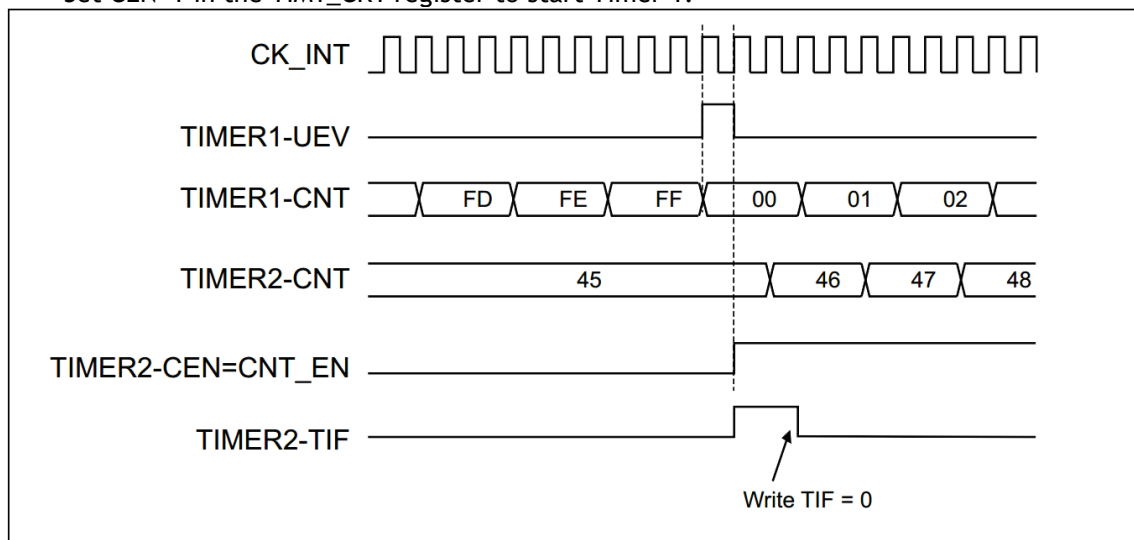 set CEN=1 in the TIM1_CR1 register to start Timer 1.
CK_INT
TIMER1-UEV
TIMER1-CNT FD FE FF 00 01 02
TIMER2-CNT 45 46 47 48
TIMER2-CEN=CNT_EN
TIMER2-TIF
Write TIF = 0